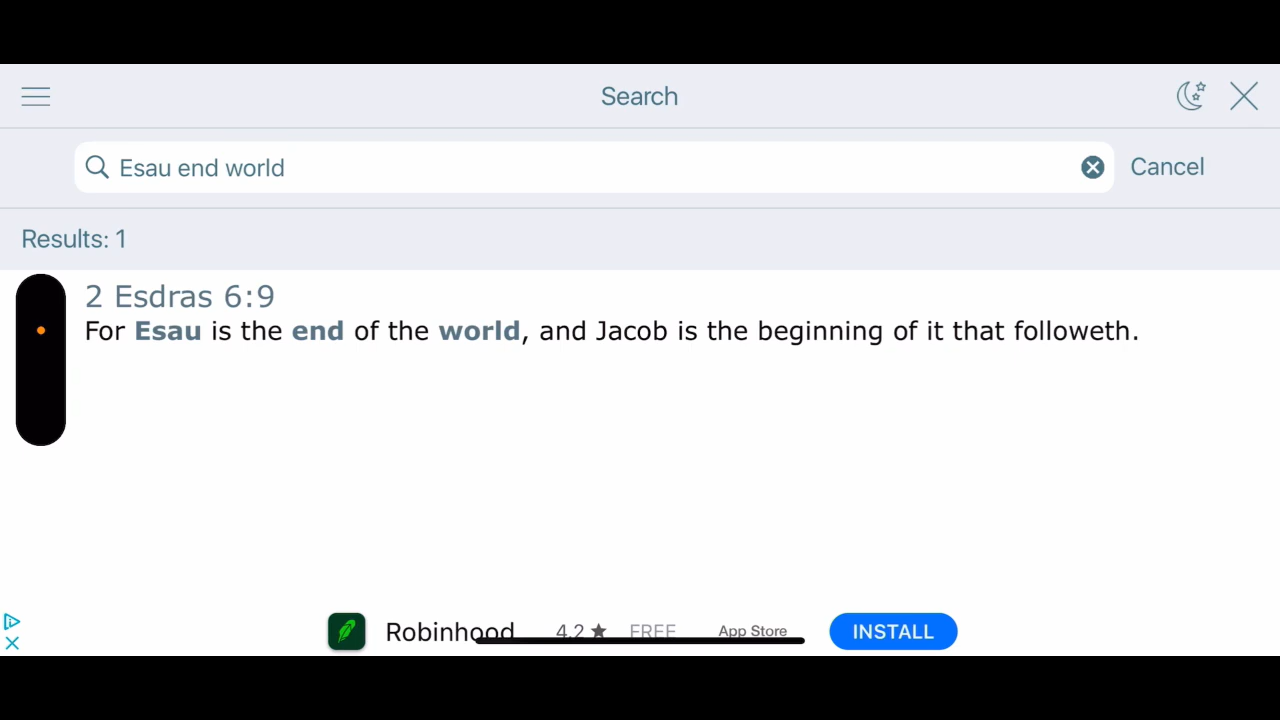 Search
Esau end world
Cancel
Results: 1
2 Esdras 6:9
For Esau is the end of the world, and Jacob is the beginning of it that followeth.
Robinhood 4.2 ★ FREE App Store INSTALL